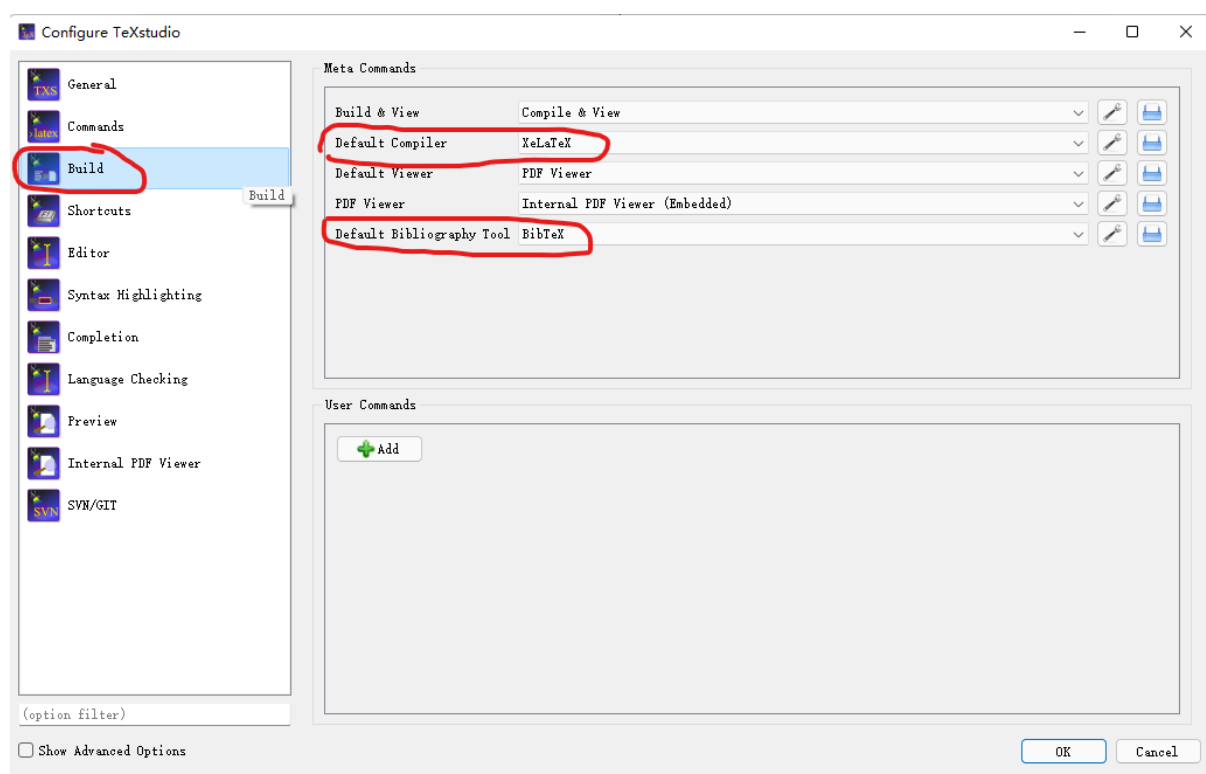 Configure TeXstudio
TXS
General
>latex
Commands
Build
Build
Shortcuts
Editor
Syntax Highlighting
Completion
Language Checking
Preview
Internal PDF Viewer
SVN
SVN/GIT
(option filter)
Show Advanced Options
Meta Commands
Build & View Compile & View
Default Compiler XeLaTeX
Default Viewer PDF Viewer
PDF Viewer Internal PDF Viewer (Embedded)
Default Bibliography Tool BibTeX
User Commands
Add
OK Cancel